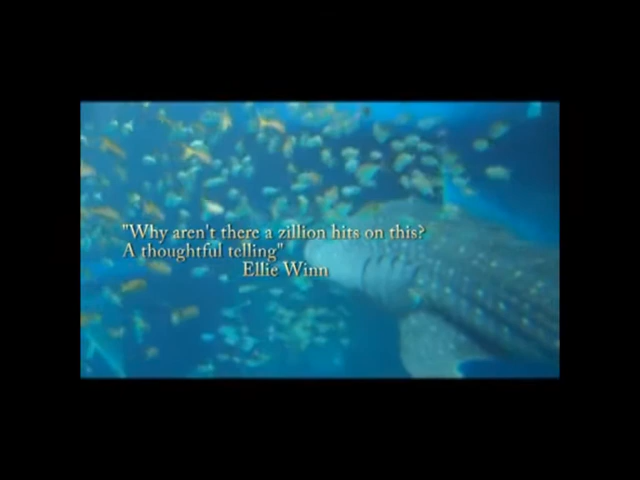 "Why aren't there a zillion hits on this?
A thoughtful telling"
Ellie Winn